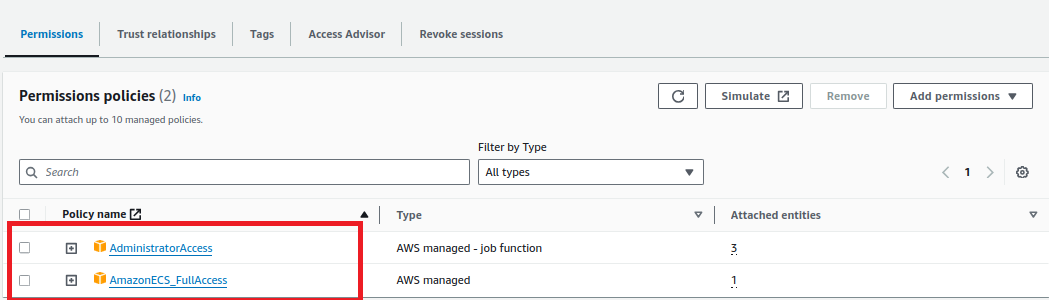 Permissions Trust relationships Tags Access Advisor Revoke sessions
Permissions policies (2) Info
You can attach up to 10 managed policies.
Simulate Remove Add permissions
Filter by Type
Search All types 1
Policy name Type Attached entities
AdministratorAccess AWS managed - job function 3
AmazonECS_FullAccess AWS managed 1